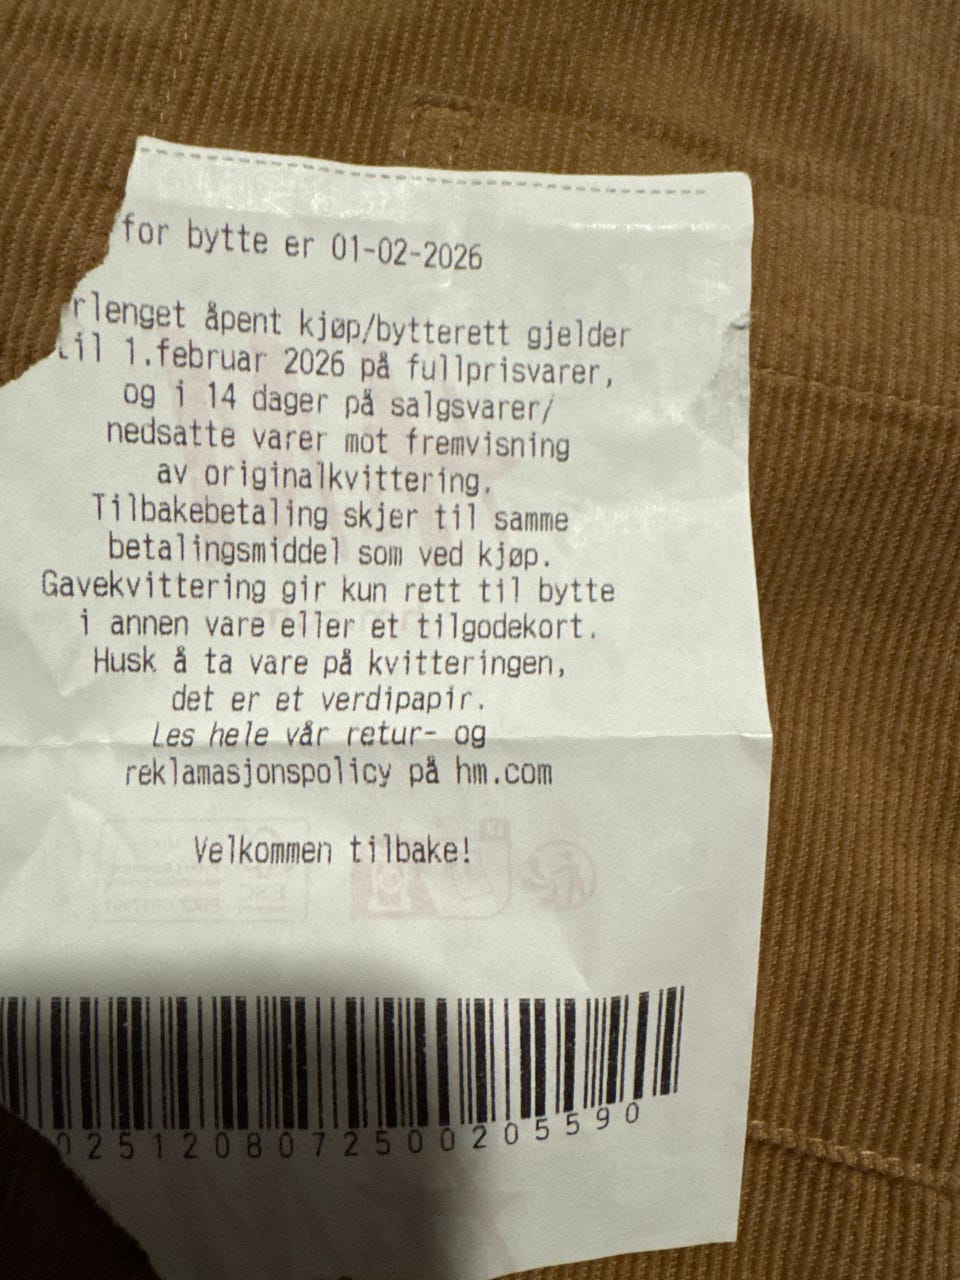 for bytte er 01-02-2026
rlenget åpent kjøp/bytterett gjelder
til 1.februar 2026 på fullprisvarer,
og i 14 dager på salgsvarer/
nedsatte varer mot fremvisning
av originalkvittering.
Tilbakebetaling skjer til samme
betalingsmiddel som ved kjøp.
Gavekvittering gir kun rett til bytte
i annen vare eller et tilgodekort.
Husk å ta vare på kvitteringen,
det er et verdipapir.
Les hele vår retur- og
reklamasjonspolicy på hm.com
Velkommen tilbake!
0251208072500205590